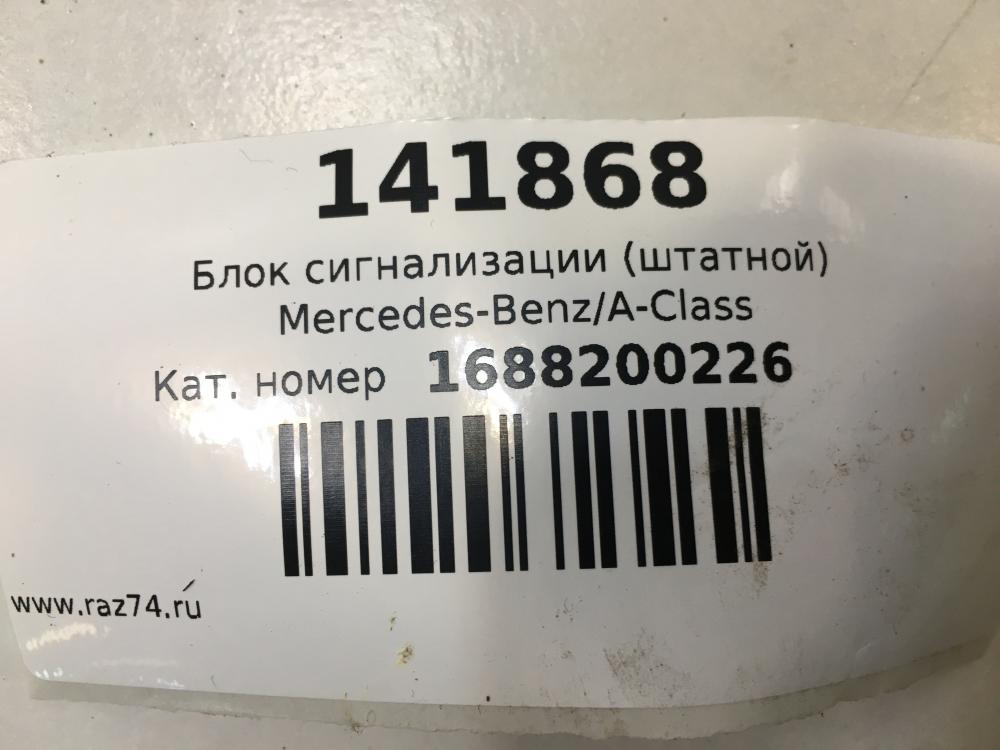 141868
Блок сигнализации (штатной)
Mercedes-Benz/A-Class
Кат. номер 1688200226
www.raz74.ru